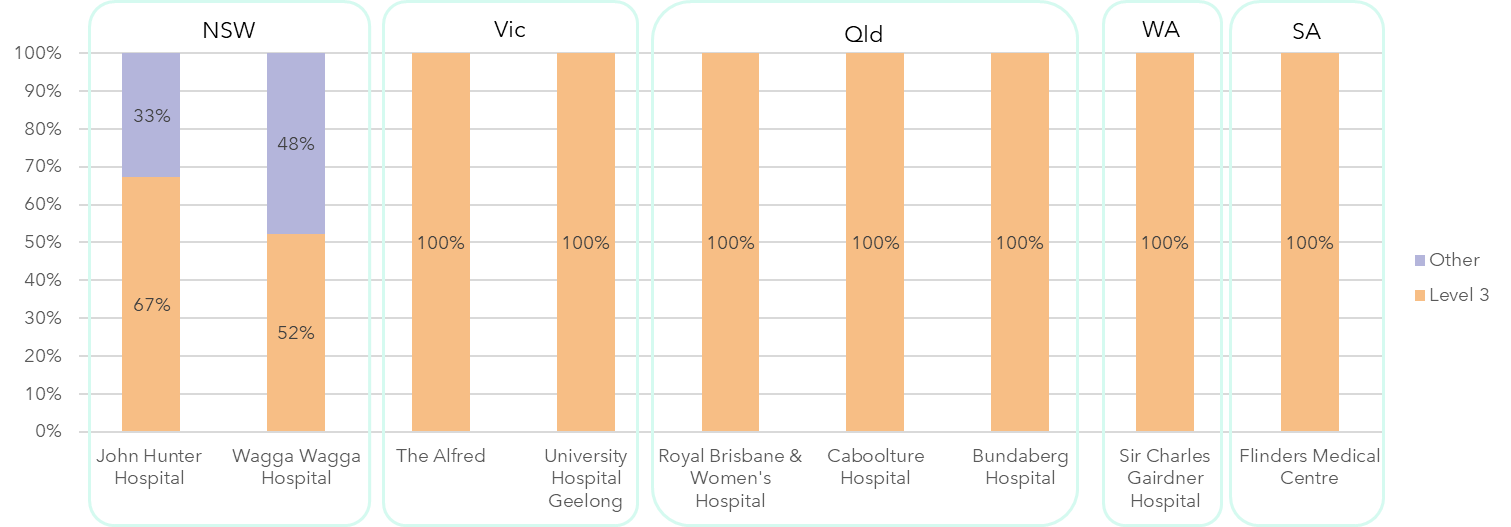 NSW
Vic
Qld
WA
SA
100%
90%
80%
70%
60%
50%
40%
30%
20%
10%
0%
33%
67%
48%
52%
100%
100%
100%
100%
100%
100%
100%
John Hunter
Hospital
Wagga Wagga
Hospital
The Alfred
University
Hospital
Geelong
Royal Brisbane &
Women's
Hospital
Caboolture
Hospital
Bundaberg
Hospital
Sir Charles
Gairdner
Hospital
Flinders Medical
Centre
Other
Level 3